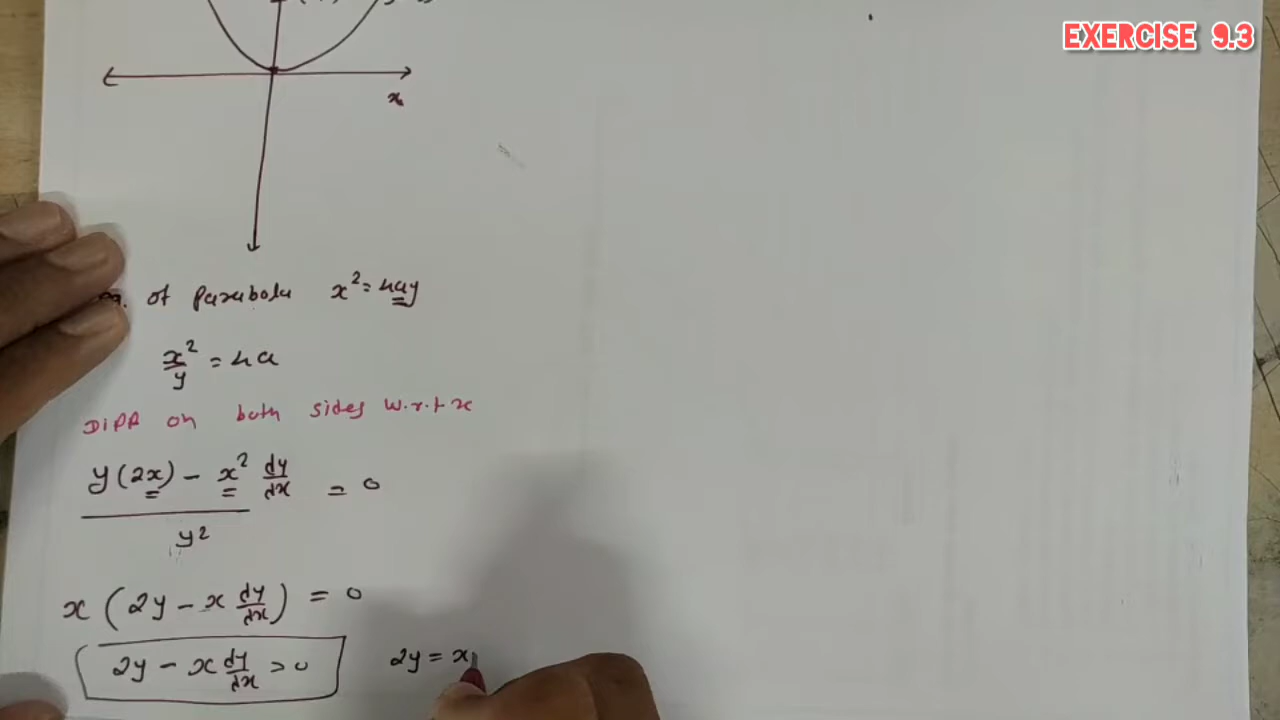 EXERCISE 9.3
x
of parabola x² = 4ay
x²/y = 4a
Diff on both sides w.r.t x
y(2x) - x² dy/dx / y² = 0
x (2y - x dy/dx) = 0
2y - x dy/dx = 0
2y = x